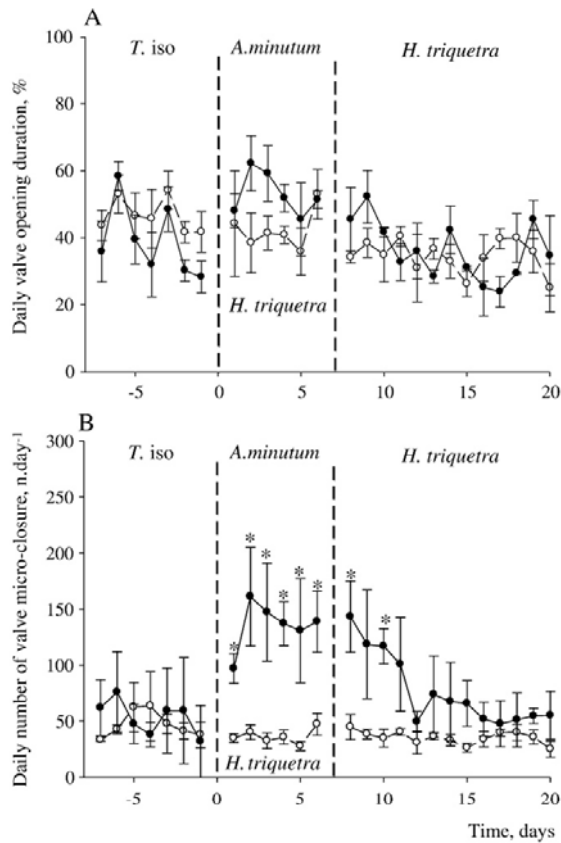 A
T. iso
A.minutum
H. triquetra
Daily valve opening duration, %
100
80
60
40
20
0
H. triquetra
-5
0
5
10
15
20
B
T. iso
A.minutum
H. triquetra
Daily number of valve micro-closure, n.day-1
300
250
200
150
100
50
0
* * * * * * * *
H. triquetra
-5
0
5
10
15
20
Time, days